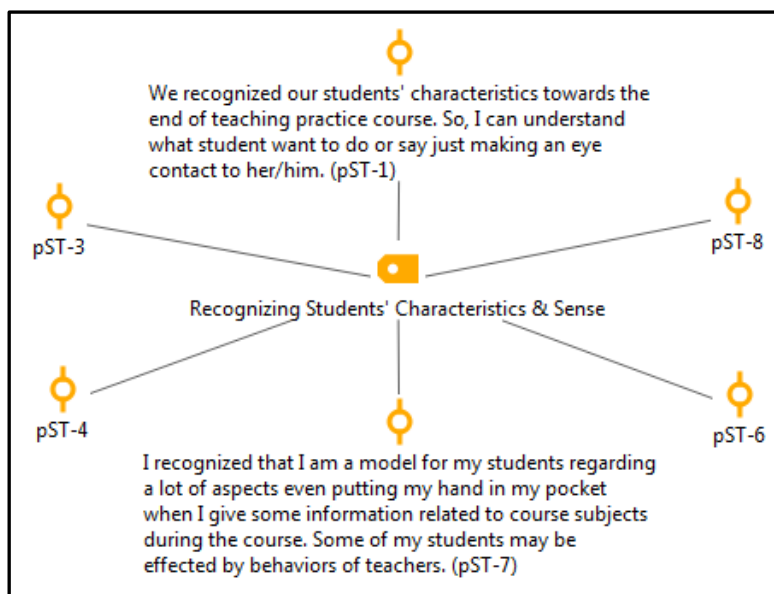 We recognized our students' characteristics towards the
end of teaching practice course. So, I can understand
what student want to do or say just making an eye
contact to her/him. (pST-1)
pST-3
pST-8
Recognizing Students' Characteristics & Sense
pST-4
pST-6
I recognized that I am a model for my students regarding
a lot of aspects even putting my hand in my pocket
when I give some information related to course subjects
during the course. Some of my students may be
effected by behaviors of teachers. (pST-7)